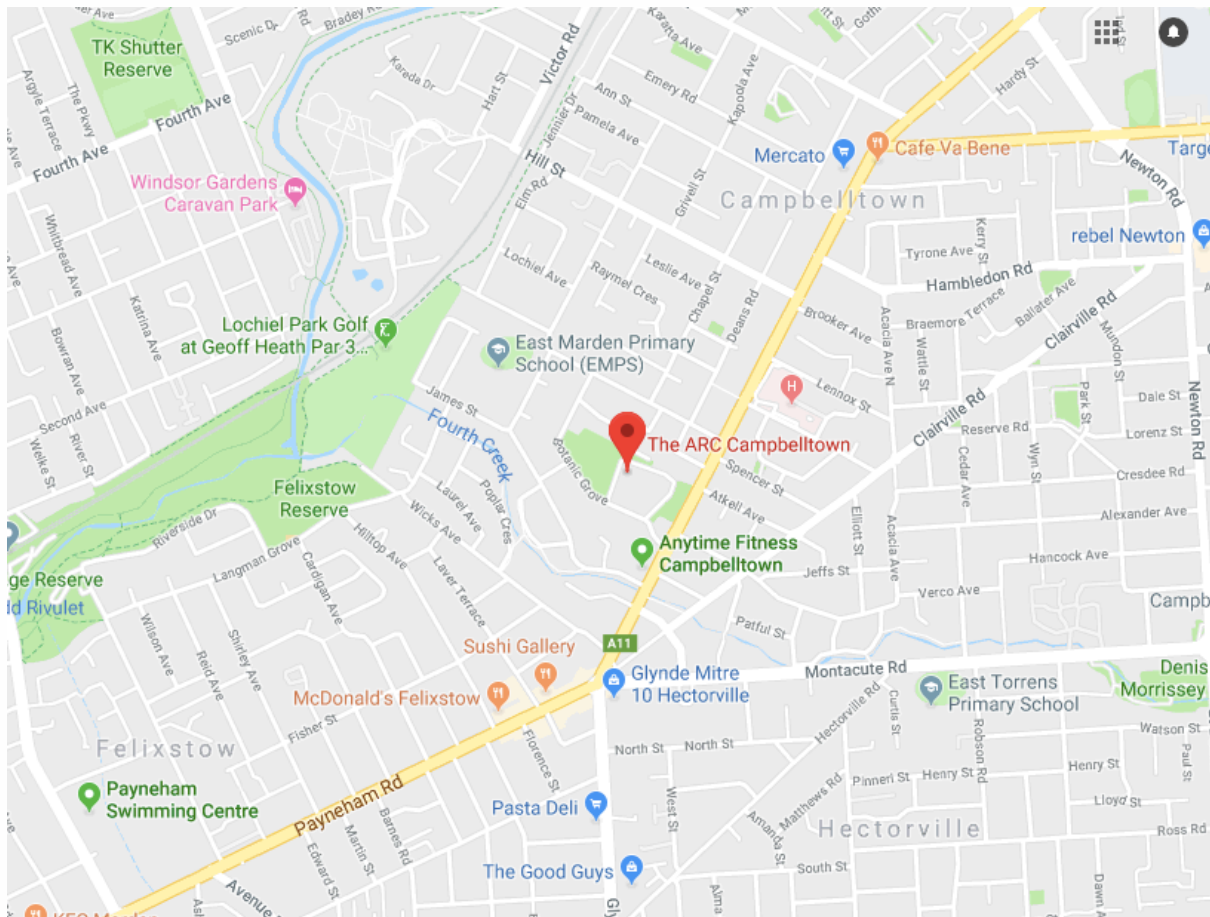 Bradey Rd
Scenic Dr
TK Shutter
Reserve
Argyle Terrace
The Pkwy
Fourth Ave
Fourth Ave
Kareda Dr
Hart St
Victor Rd
Jennier Dr
Karatta Ave
Emery Rd
Kapoola Ave
Ann St
Pamela Ave
Hardy St
Mercato
Cafe Va Bene
Targe
Newton Rd
Windsor Gardens
Caravan Park
Hill St
Elm Rd
Grivell St
Campbelltown
Whitbread Ave
Lochiel Ave
Raymel Cres
Leslie Ave
Chapel St
Deans Rd
Kerry St
Tyrone Ave
rebel Newton
Hambledon Rd
Katrina Ave
Bowran Ave
Lochiel Park Golf
at Geoff Heath Par 3...
East Marden Primary
School (EMPS)
Brooker Ave
Acacia Ave N
Braemore Terrace
Ballater Ave
Clairville Rd
Wattle St
Mundon St
Second Ave
River St
Welke St
James St
Fourth Creek
H
Lennox St
Clairville Rd
Park St
Dale St
Newton Rd
The ARC Campbelltown
Botanic Grove
Reserve Rd
Lorenz St
Wyn St
Cedar Ave
Cresdee Rd
Spencer St
Atkell Ave
Felixstow
Reserve
Riverside Dr
Laurel Ave
Poplar Cres
Wicks Ave
Hilltop Ave
Elliott St
Acacia Ave
Alexander Ave
Langman Grove
Cardigan Ave
Anytime Fitness
Campbelltown
Jeffs St
Hancock Ave
ge Reserve
dd Rivulet
Laver Terrace
Verco Ave
Campb
Wilson Ave
Reid Ave
Shirley Ave
A11
Patful St
Sushi Gallery
Montacute Rd
McDonald's Felixstow
Glynde Mitre
10 Hectorville
East Torrens
Primary School
Denis
Morrissey
Hectorville Rd
Curtis St
Robson Rd
Watson St
Paul St
Felixstow
Fisher St
Florence St
North St
North St
Pinneri St
Henry St
Henry St
Payneham
Swimming Centre
Payneham Rd
Pasta Deli
West St
Matthews Rd
Amanda St
Hectorville
Lloyd St
Ross Rd
Barnes Rd
Martin St
Edward St
The Good Guys
South St
Avenue
Alma
Dawn
Gly